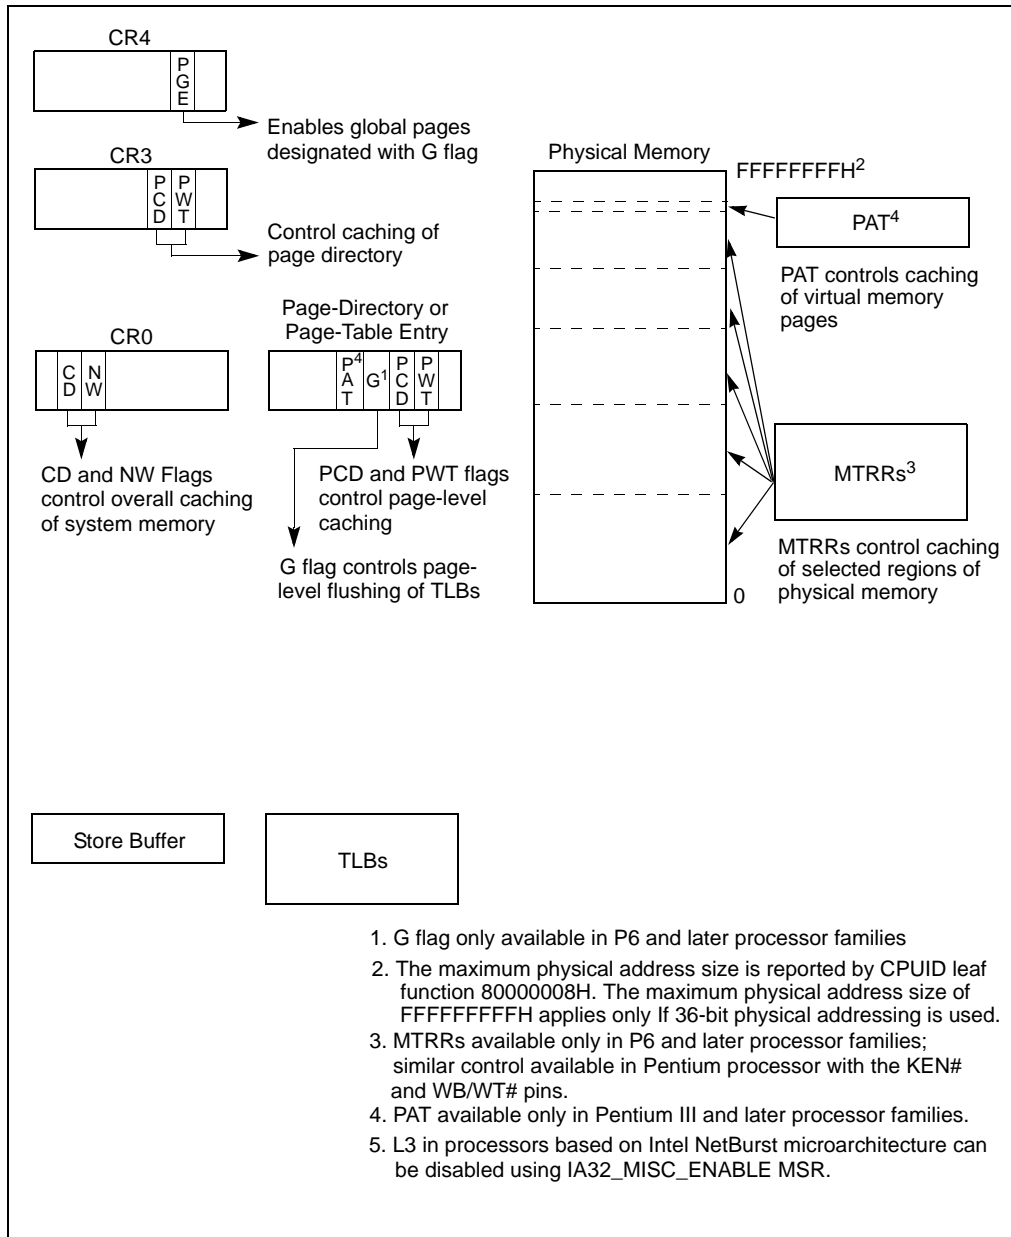 CR4
PGE
Enables global pages
designated with G flag
CR3
PCD PWT
Control caching of
page directory
CR0
CD NW
CD and NW Flags
control overall caching
of system memory
Page-Directory or
Page-Table Entry
PAT⁴ G¹ PCD PWT
PCD and PWT flags
control page-level
caching
G flag controls page-
level flushing of TLBs
Physical Memory
FFFFFFFFH²
0
PAT⁴
PAT controls caching
of virtual memory
pages
MTRRs³
MTRRs control caching
of selected regions of
physical memory
Store Buffer
TLBs
1. G flag only available in P6 and later processor families
2. The maximum physical address size is reported by CPUID leaf
function 80000008H. The maximum physical address size of
FFFFFFFFFH applies only If 36-bit physical addressing is used.
3. MTRRs available only in P6 and later processor families;
similar control available in Pentium processor with the KEN#
and WB/WT# pins.
4. PAT available only in Pentium III and later processor families.
5. L3 in processors based on Intel NetBurst microarchitecture can
be disabled using IA32_MISC_ENABLE MSR.